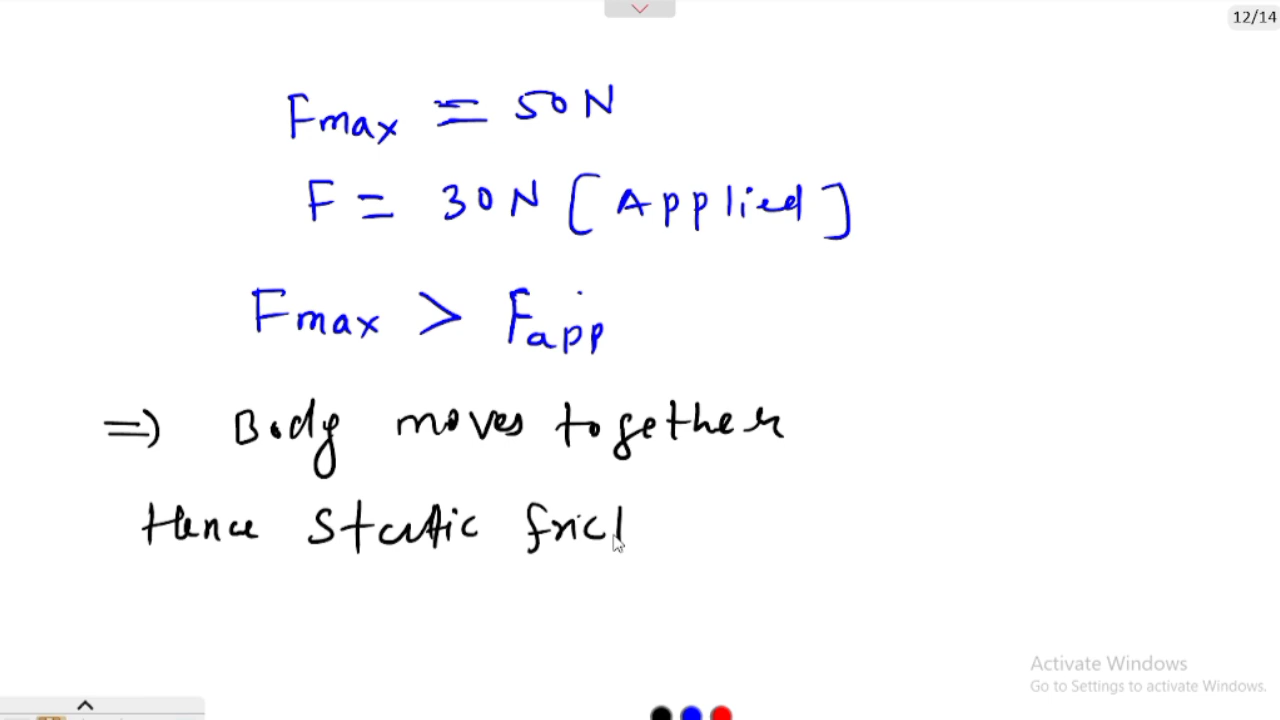 12/14
Fmax = 50N
F = 30N [Applied]
Fmax > Fapp
⇒ Body moves together
Hence Static frict
Activate Windows
Go to Settings to activate Windows.